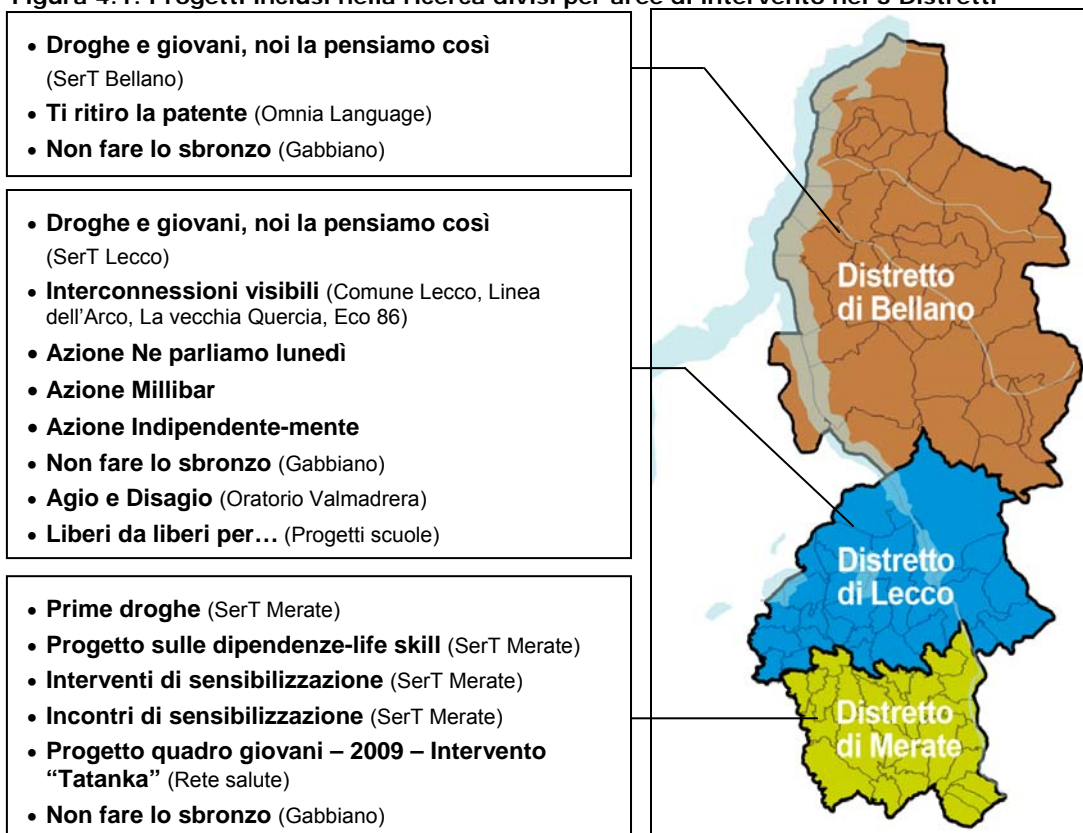 Figura 4.1: Progetti inclusi nella ricerca divisi per aree di intervento nei 3 Distretti
• Droghe e giovani, noi la pensiamo così
(SerT Bellano)
• Ti ritiro la patente (Omnia Language)
• Non fare lo sbronzo (Gabbiano)
• Droghe e giovani, noi la pensiamo così
(SerT Lecco)
• Interconnessioni visibili (Comune Lecco, Linea
dell'Arco, La vecchia Quercia, Eco 86)
• Azione Ne parliamo lunedì
• Azione Millibar
• Azione Indipendente-mente
• Non fare lo sbronzo (Gabbiano)
• Agio e Disagio (Oratorio Valmadrera)
• Liberi da liberi per… (Progetti scuole)
• Prime droghe (SerT Merate)
• Progetto sulle dipendenze-life skill (SerT Merate)
• Interventi di sensibilizzazione (SerT Merate)
• Incontri di sensibilizzazione (SerT Merate)
• Progetto quadro giovani – 2009 – Intervento
“Tatanka” (Rete salute)
• Non fare lo sbronzo (Gabbiano)
Distretto
di Bellano
Distretto
di Lecco
Distretto
di Merate